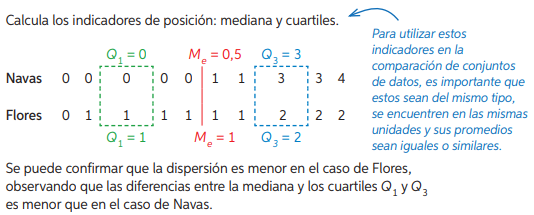 Calcula los indicadores de posición: mediana y cuartiles.
Q₁ = 0 Mₑ = 0,5 Q₃ = 3
Navas 0 0 0 0 0 1 1 3 3 4
Flores 0 1 1 1 1 1 1 2 2 2
Q₁ = 1 Mₑ = 1 Q₃ = 2
Para utilizar estos
indicadores en la
comparación de conjuntos
de datos, es importante que
estos sean del mismo tipo,
se encuentren en las mismas
unidades y sus promedios
sean iguales o similares.
Se puede confirmar que la dispersión es menor en el caso de Flores,
observando que las diferencias entre la mediana y los cuartiles Q₁ y Q₃
es menor que en el caso de Navas.